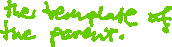 the template of
the parent.